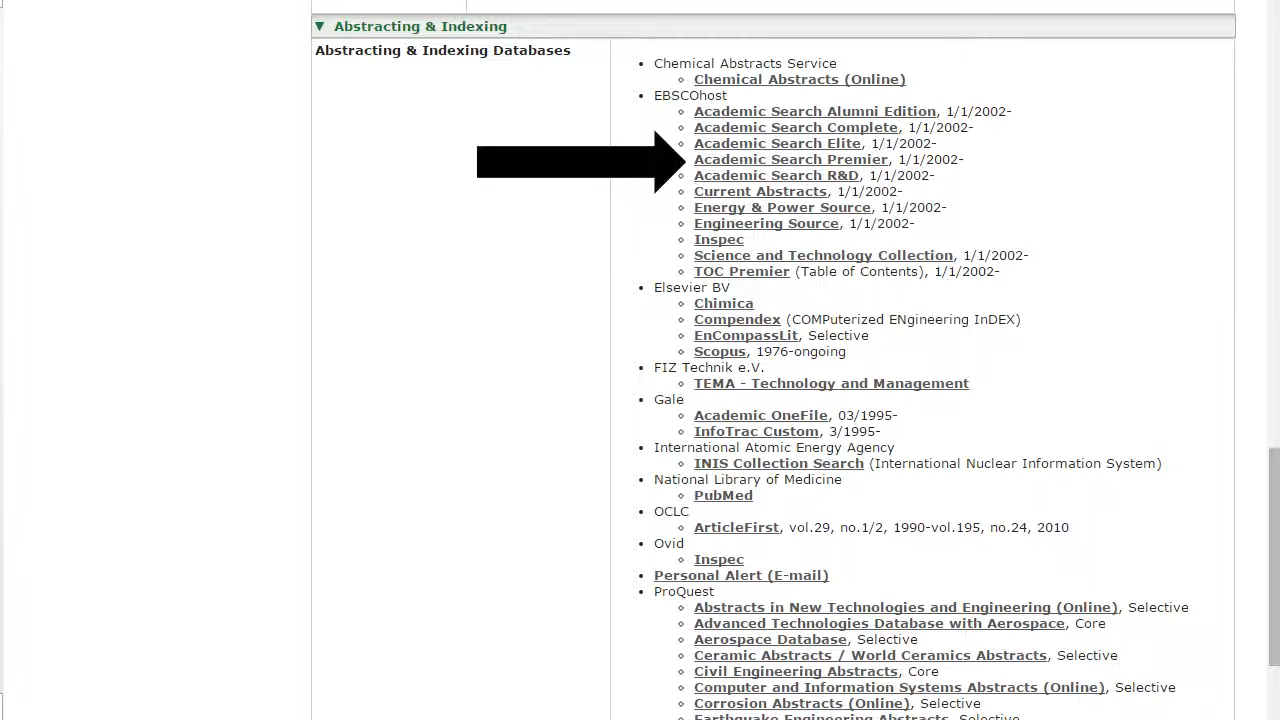 ▼ Abstracting & Indexing
Abstracting & Indexing Databases
• Chemical Abstracts Service
Chemical Abstracts (Online)
• EBSCOhost
Academic Search Alumni Edition, 1/1/2002-
Academic Search Complete, 1/1/2002-
Academic Search Elite, 1/1/2002-
Academic Search Premier, 1/1/2002-
Academic Search R&D, 1/1/2002-
Current Abstracts, 1/1/2002-
Energy & Power Source, 1/1/2002-
Engineering Source, 1/1/2002-
Inspec
Science and Technology Collection, 1/1/2002-
TOC Premier (Table of Contents), 1/1/2002-
• Elsevier BV
Chimica
Compendex (COMPuterized ENgineering InDEX)
EnCompassLit, Selective
Scopus, 1976-ongoing
• FIZ Technik e.V.
TEMA - Technology and Management
• Gale
Academic OneFile, 03/1995-
InfoTrac Custom, 3/1995-
• International Atomic Energy Agency
INIS Collection Search (International Nuclear Information System)
• National Library of Medicine
PubMed
• OCLC
ArticleFirst, vol.29, no.1/2, 1990-vol.195, no.24, 2010
• Ovid
Inspec
• Personal Alert (E-mail)
• ProQuest
Abstracts in New Technologies and Engineering (Online), Selective
Advanced Technologies Database with Aerospace, Core
Aerospace Database, Selective
Ceramic Abstracts / World Ceramics Abstracts, Selective
Civil Engineering Abstracts, Core
Computer and Information Systems Abstracts (Online), Selective
Corrosion Abstracts (Online), Selective
Earthquake Engineering Abstracts, Selective